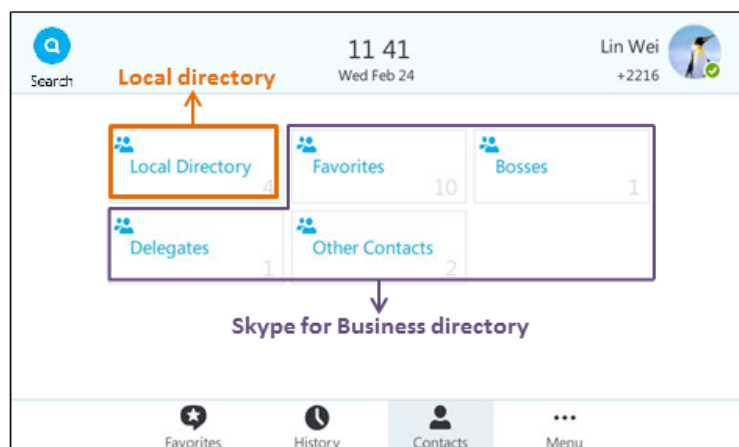 11 41
Lin Wei
Search
Local directory
Wed Feb 24
+2216
Local Directory
4
Favorites
10
Bosses
1
Delegates
1
Other Contacts
2
Skype for Business directory
Favorites
History
Contacts
Menu